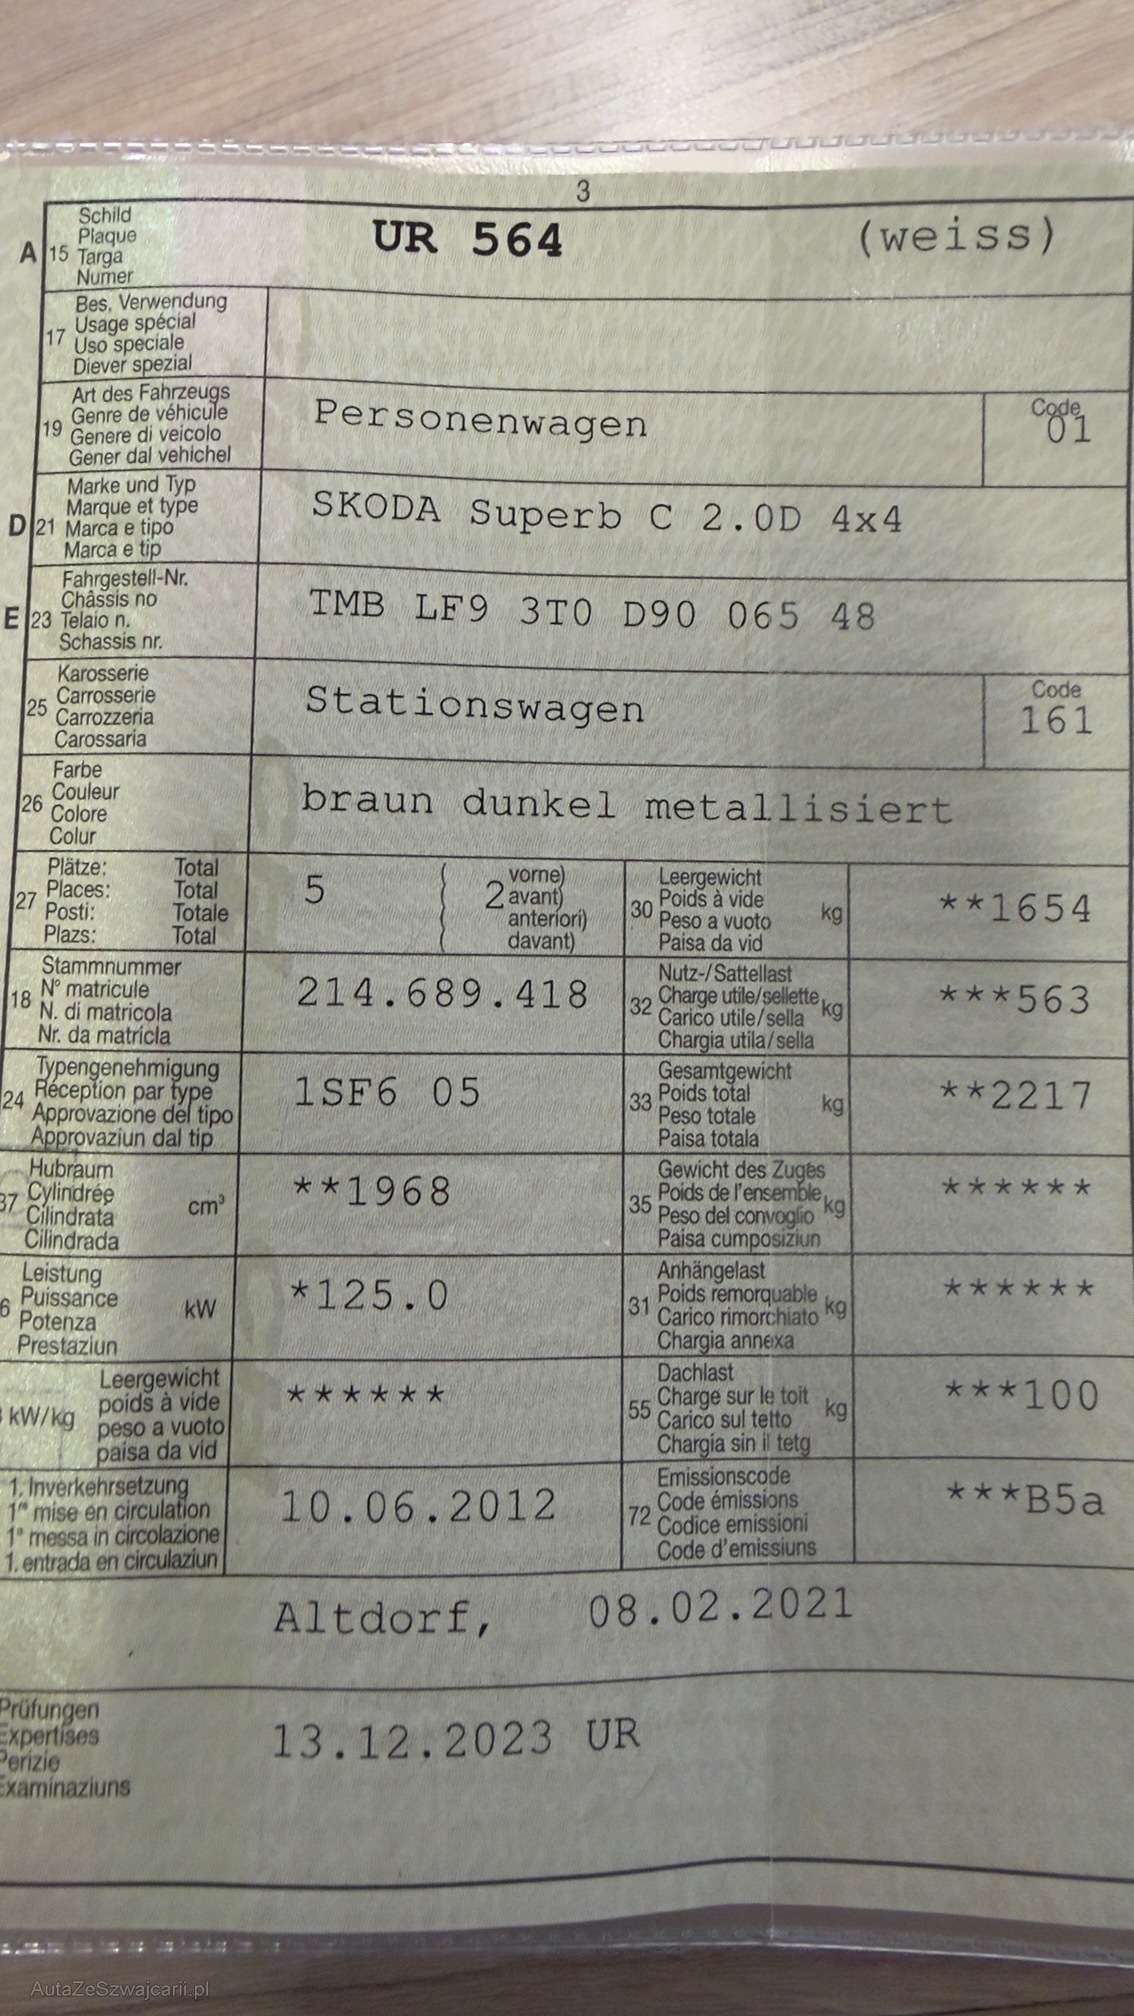 3
A 15 Schild
Plaque
Targa
Numer
UR 564 (weiss)
17 Bes. Verwendung
Usage spécial
Uso speciale
Diever spezial
19 Art des Fahrzeugs
Genre de véhicule
Genere di veicolo
Gener dal vehichel
Personenwagen
Code
01
D 21 Marke und Typ
Marque et type
Marca e tipo
Marca e tip
SKODA Superb C 2.0D 4x4
E 23 Fahrgestell-Nr.
Châssis no
Telaio n.
Schassis nr.
TMB LF9 3T0 D90 065 48
25 Karosserie
Carrosserie
Carrozzeria
Carossaria
Stationswagen
Code
161
26 Farbe
Couleur
Colore
Colur
braun dunkel metallisiert
27 Plätze: Total
Places: Total
Posti: Totale
Plazs: Total
5 ( 2 vorne)
( avant)
( anteriori)
( davant)
30 Leergewicht
Poids à vide
Peso a vuoto kg
Paisa da vid
**1654
18 Stammnummer
N° matricule
N. di matricola
Nr. da matricla
214.689.418
32 Nutz-/Sattellast
Charge utile/sellette kg
Carico utile/sella
Chargia utila/sella
***563
24 Typengenehmigung
Réception par type
Approvazione del tipo
Approvaziun dal tip
1SF6 05
33 Gesamtgewicht
Poids total kg
Peso totale
Paisa totala
**2217
37 Hubraum
Cylindrée cm³
Cilindrata
Cilindrada
**1968
35 Gewicht des Zuges
Poids de l'ensemble kg
Peso del convoglio
Paisa cumposiziun
******
6 Leistung
Puissance kW
Potenza
Prestaziun
*125.0
31 Anhängelast
Poids remorquable kg
Carico rimorchiato
Chargia annexa
******
kW/kg Leergewicht
poids à vide
peso a vuoto
paisa da vid
******
55 Dachlast
Charge sur le toit kg
Carico sul tetto
Chargia sin il tetg
***100
1. Inverkehrsetzung
1re mise en circulation
1a messa in circolazione
1. entrada en circulaziun
10.06.2012
72 Emissionscode
Code émissions
Codice emissioni
Code d'emissiuns
***B5a
Altdorf, 08.02.2021
Prüfungen
Expertises
Perizie
Examinaziuns
13.12.2023 UR
AutaZeSzwajcarii.pl